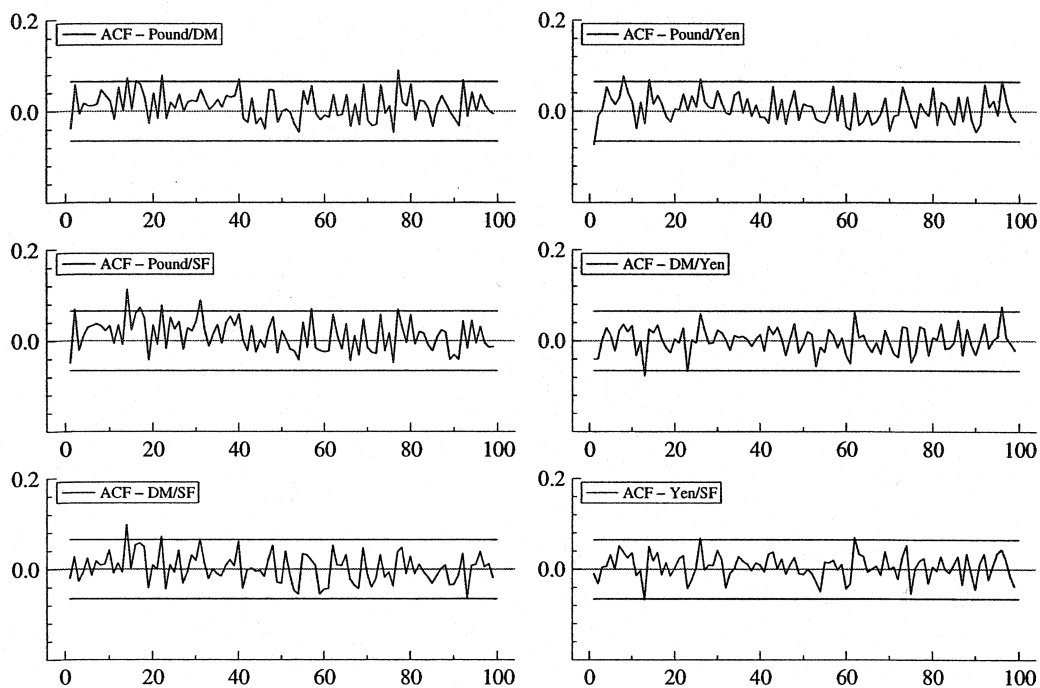 0.2
ACF – Pound/DM
0.0
0 20 40 60 80 100
0.2
ACF – Pound/Yen
0.0
0 20 40 60 80 100
0.2
ACF – Pound/SF
0.0
0 20 40 60 80 100
0.2
ACF – DM/Yen
0.0
0 20 40 60 80 100
0.2
ACF – DM/SF
0.0
0 20 40 60 80 100
0.2
ACF – Yen/SF
0.0
0 20 40 60 80 100